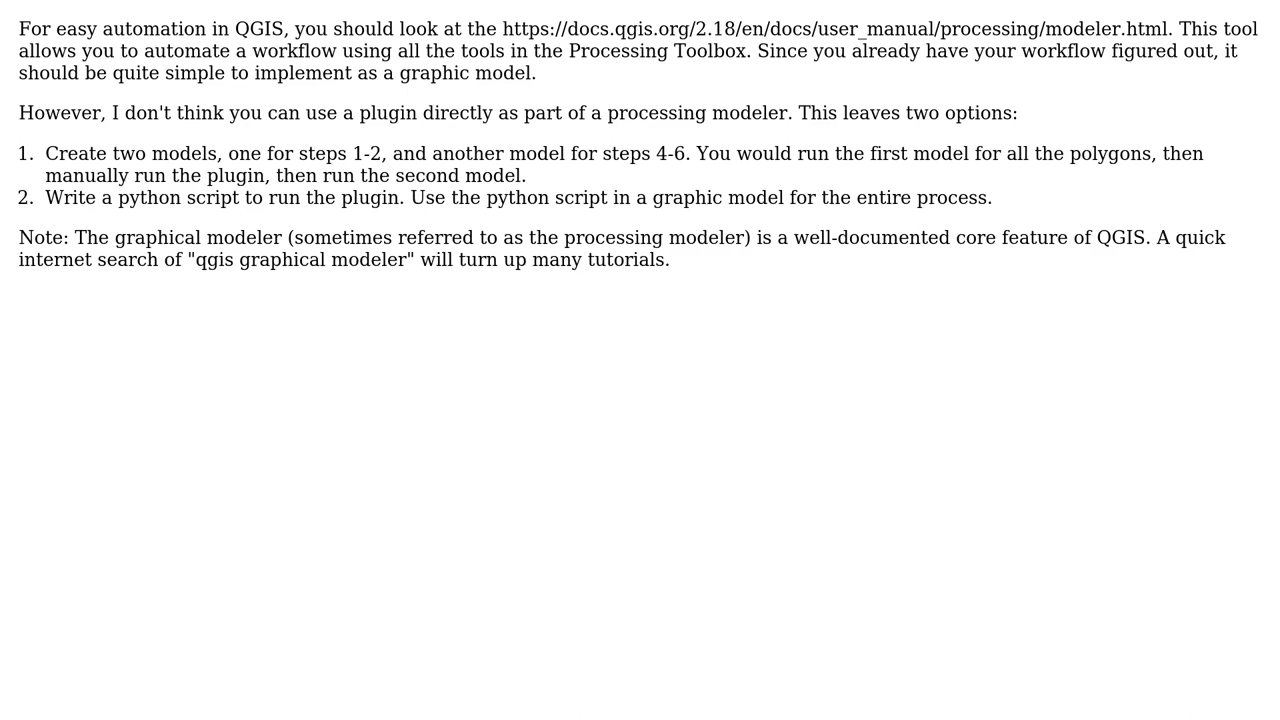 For easy automation in QGIS, you should look at the https://docs.qgis.org/2.18/en/docs/user_manual/processing/modeler.html. This tool
allows you to automate a workflow using all the tools in the Processing Toolbox. Since you already have your workflow figured out, it
should be quite simple to implement as a graphic model.
However, I don't think you can use a plugin directly as part of a processing modeler. This leaves two options:
1. Create two models, one for steps 1-2, and another model for steps 4-6. You would run the first model for all the polygons, then
manually run the plugin, then run the second model.
2. Write a python script to run the plugin. Use the python script in a graphic model for the entire process.
Note: The graphical modeler (sometimes referred to as the processing modeler) is a well-documented core feature of QGIS. A quick
internet search of "qgis graphical modeler" will turn up many tutorials.